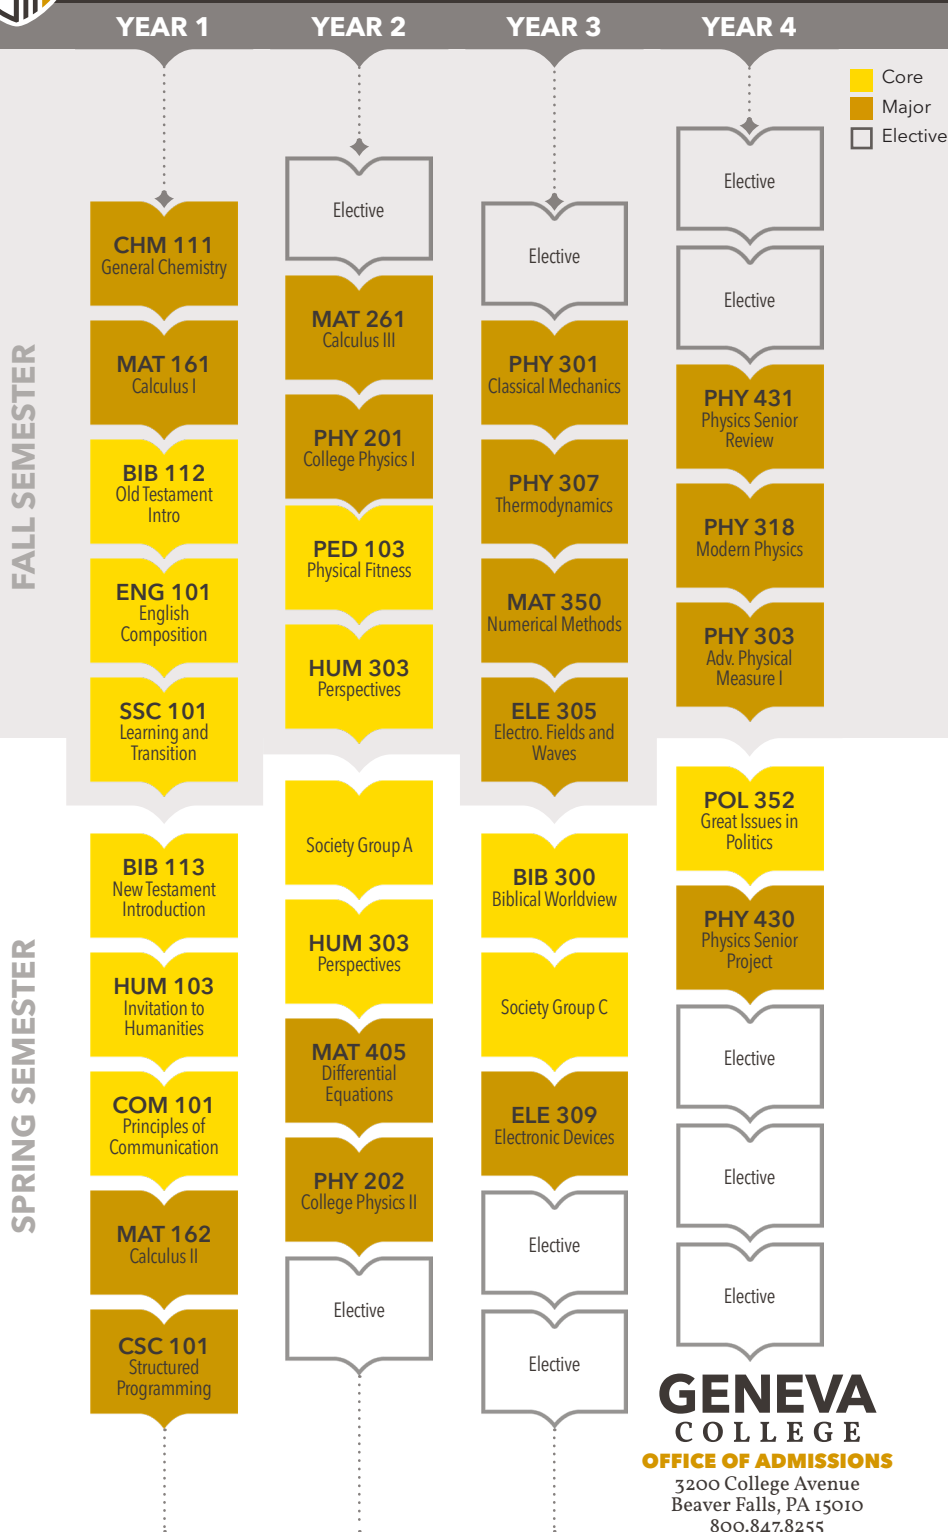 YEAR 1
YEAR 2
YEAR 3
YEAR 4
Core
Major
Elective
FALL SEMESTER
CHM 111
General Chemistry
MAT 161
Calculus I
BIB 112
Old Testament
Intro
ENG 101
English
Composition
SSC 101
Learning and
Transition
Elective
MAT 261
Calculus III
PHY 201
College Physics I
PED 103
Physical Fitness
HUM 303
Perspectives
Elective
PHY 301
Classical Mechanics
PHY 307
Thermodynamics
MAT 350
Numerical Methods
ELE 305
Electro. Fields and
Waves
Elective
Elective
PHY 431
Physics Senior
Review
PHY 318
Modern Physics
PHY 303
Adv. Physical
Measure I
SPRING SEMESTER
BIB 113
New Testament
Introduction
HUM 103
Invitation to
Humanities
COM 101
Principles of
Communication
MAT 162
Calculus II
CSC 101
Structured
Programming
Society Group A
HUM 303
Perspectives
MAT 405
Differential
Equations
PHY 202
College Physics II
Elective
BIB 300
Biblical Worldview
Society Group C
ELE 309
Electronic Devices
Elective
Elective
POL 352
Great Issues in
Politics
PHY 430
Physics Senior
Project
Elective
Elective
Elective
GENEVA
COLLEGE
OFFICE OF ADMISSIONS
3200 College Avenue
Beaver Falls, PA 15010
800.847.8255